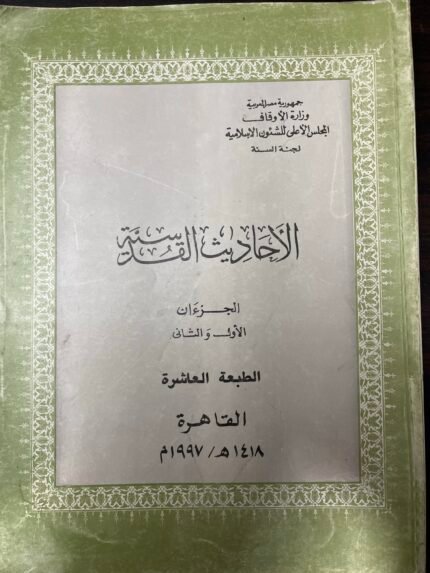 جمهورية مصر العربية
وزارة الأوقاف
المجلس الأعلى للشئون الإسلامية
لجنة السنة
الأحاديث القدسية
الجزءان
الأول والثانى
الطبعة العاشرة
القاهرة
١٤١٨هـ/١٩٩٧م